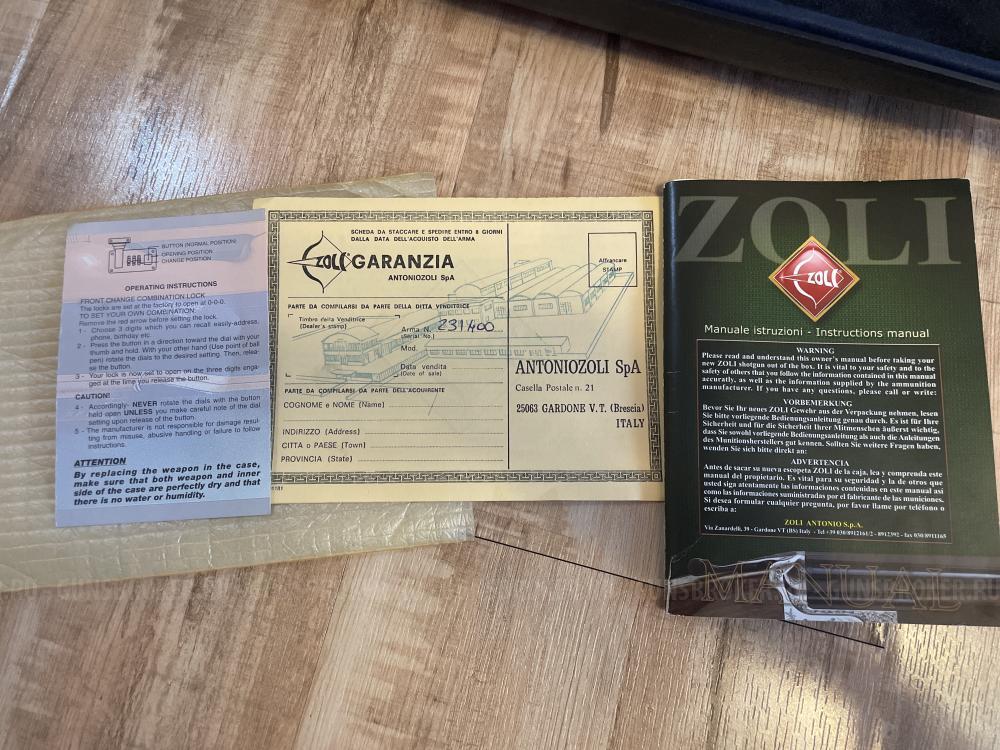 BUTTON (NORMAL POSITION)
OPENING POSITION
CHANGE POSITION
OPERATING INSTRUCTIONS
FRONT CHANGE COMBINATION LOCK
The locks are set at the factory to open at 0-0-0.
TO SET YOUR OWN COMBINATION:
Remove the red arrow before setting the lock.
1 - Choose 3 digits which you can recall easily-address,
phone, birthday etc.
2 - Press the button in a direction toward the dial with your
thumb and hold. With your other hand (Use point of ball
pen) rotate the dials to the desired setting. Then, relea-
se the button.
3 - Your lock is now set to open on the three digits enga-
ged at the time you release the button.
CAUTION!
4 - Accordingly- NEVER rotate the dials with the button
held open UNLESS you make careful note of the dial
setting upon release of the button.
5 - The manufacturer is not responsible for damage resul-
ting from misuse, abusive handling or failure to follow
instructions.
ATTENTION
By replacing the weapon in the case,
make sure that both weapon and inner
side of the case are perfectly dry and that
there is no water or humidity.
SCHEDA DA STACCARE E SPEDIRE ENTRO 8 GIORNI
DALLA DATA DELL'ACQUISTO DELL'ARMA
ZOLI GARANZIA
ANTONIOZOLI SpA
PARTE DA COMPILARSI DA PARTE DELLA DITTA VENDITRICE
Timbro della Venditrice
(Dealer's stamp)
Arma N. 231400
(Serial No.)
Mod.
Data vendita
(Date of sale)
PARTE DA COMPILARSI DA PARTE DELL'ACQUIRENTE
COGNOME e NOME (Name)
INDIRIZZO (Address)
CITTA o PAESE (Town)
PROVINCIA (State)
Affrancare
STAMP
ANTONIOZOLI SpA
Casella Postale n. 21
25063 GARDONE V.T. (Brescia)
ITALY
ZOLI
ZOLI
Manuale istruzioni - Instructions manual
WARNING
Please read and understand this owner's manual before taking your
new ZOLI shotgun out of the box. It is vital to your safety and to the
safety of others that you follow the information contained in this manual
accurately, as well as the information supplied by the ammunition
manufacturer. If you have any questions, please call or write:
VORBEMERKUNG
Bevor Sie Ihr neues ZOLI Gewehr aus der Verpackung nehmen, lesen
Sie bitte vorliegende Bedienungsanleitung genau durch. Es ist für Ihre
Sicherheit und für die Sicherheit Ihrer Mitmenschen äußerst wichtig,
dass Sie sowohl vorliegende Bedienungsanleitung als auch die Anleitungen
des Munitionsherstellers gut kennen. Sollten Sie weitere Fragen haben,
wenden Sie sich bitte direkt an:
ADVERTENCIA
Antes de sacar su nueva escopeta ZOLI de la caja, lea y comprenda este
manual del propietario. Es vital para su seguridad y la de otros que
usted siga atentamente las informaciones contenidas en este manual así
como las informaciones suministradas por el fabricante de las municiones.
Si desea formular cualquier pregunta, por favor llame por teléfono o
escriba a:
ZOLI ANTONIO S.p.A.
Via Zanardelli, 39 - Gardone VT (BS) Italy - Tel +39 030/8912161/2 - 8912392 - fax 030/8911165
MANUAL